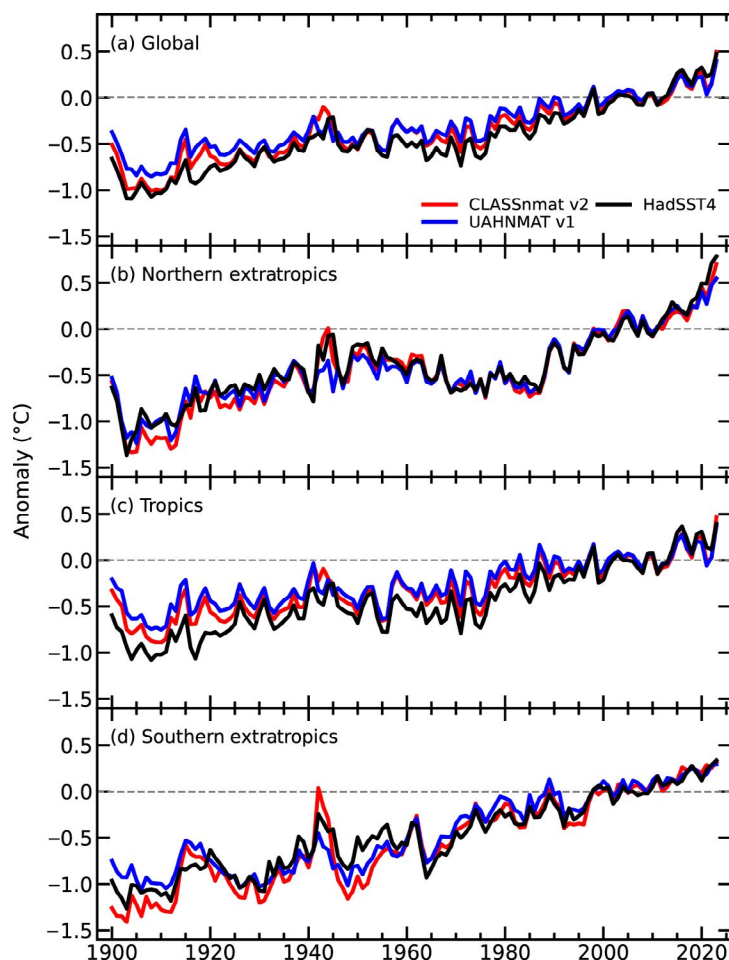 (a) Global
0.5
0.0
−0.5
−1.0
−1.5
CLASSnmat v2
HadSST4
UAHNMAT v1
(b) Northern extratropics
0.5
0.0
−0.5
−1.0
−1.5
Anomaly (°C)
(c) Tropics
0.5
0.0
−0.5
−1.0
−1.5
(d) Southern extratropics
0.5
0.0
−0.5
−1.0
−1.5
1900 1920 1940 1960 1980 2000 2020